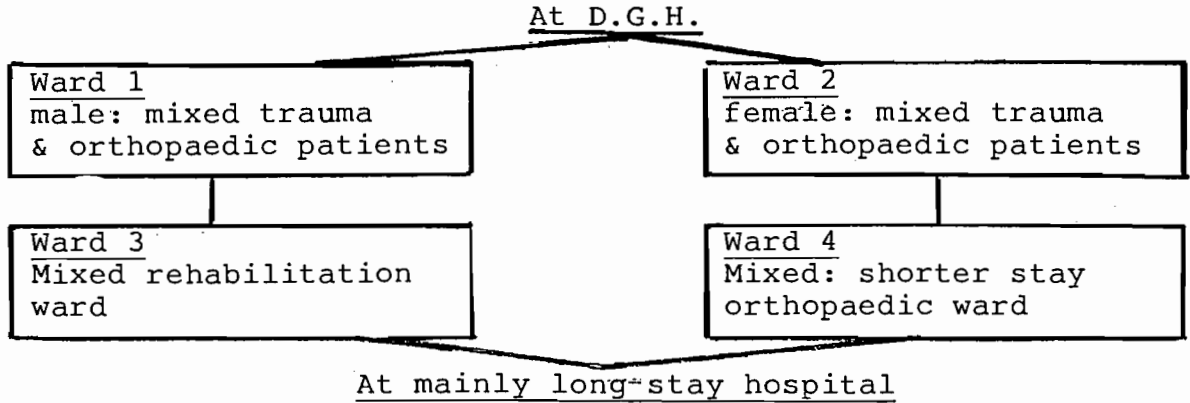 At D.G.H.
Ward 1
male: mixed trauma
& orthopaedic patients
Ward 2
female: mixed trauma
& orthopaedic patients
Ward 3
Mixed rehabilitation
ward
Ward 4
Mixed: shorter stay
orthopaedic ward
At mainly long-stay hospital